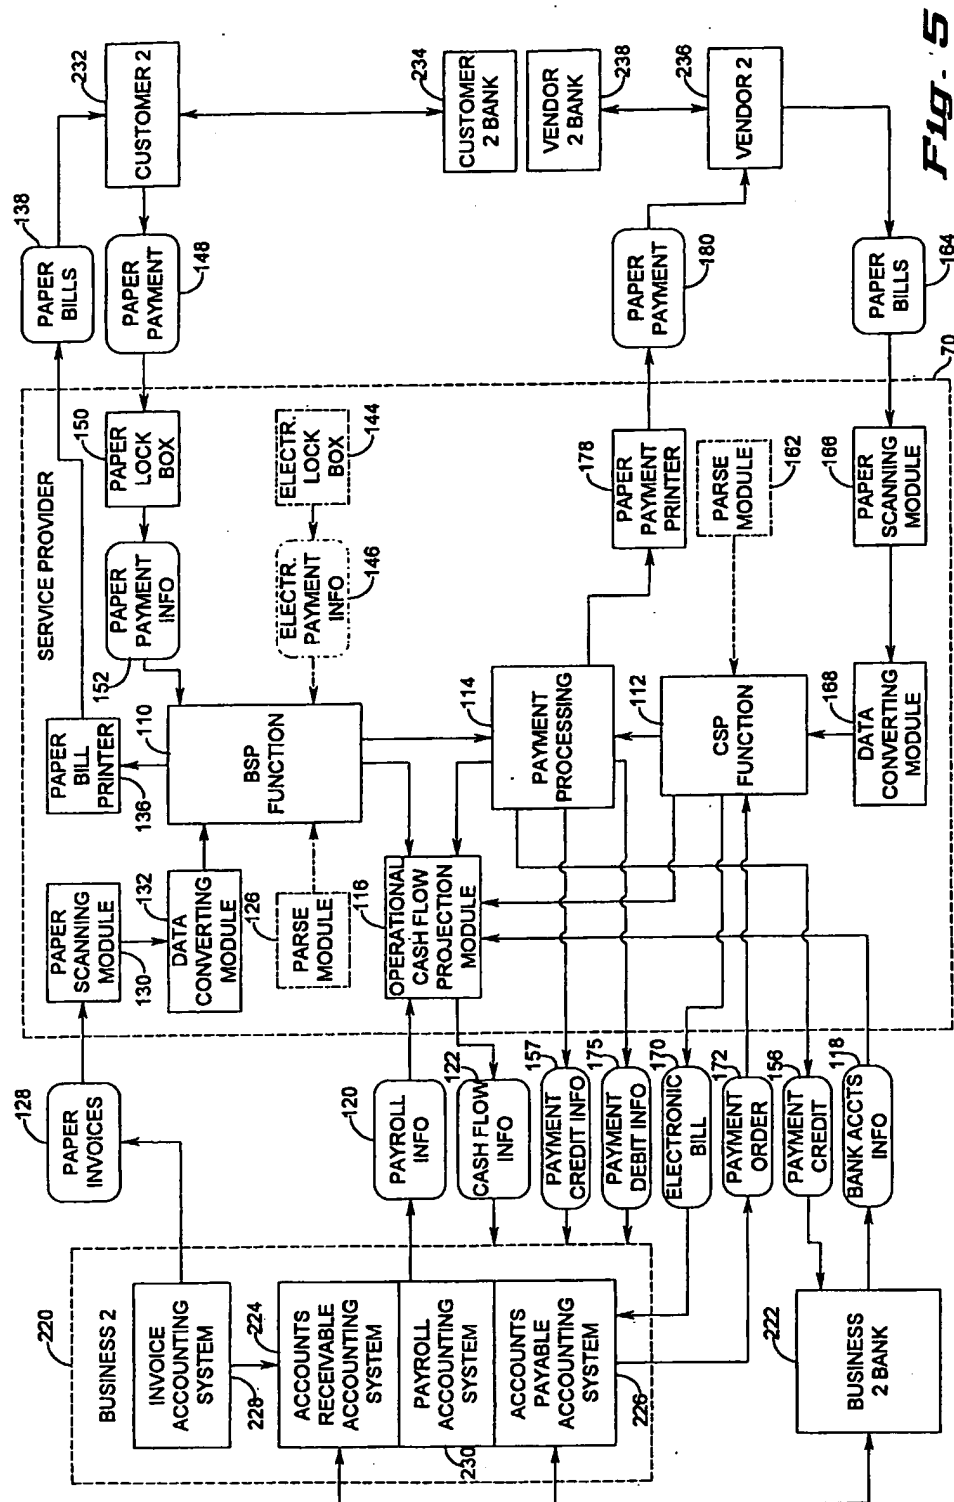 220
BUSINESS 2
INVOICE
ACCOUNTING
SYSTEM
228
224
ACCOUNTS
RECEIVABLE
ACCOUNTING
SYSTEM
PAYROLL
ACCOUNTING
SYSTEM
230
ACCOUNTS
PAYABLE
ACCOUNTING
SYSTEM
226
222
BUSINESS
2 BANK
128
PAPER
INVOICES
120
PAYROLL
INFO
122
CASH FLOW
INFO
157
PAYMENT
CREDIT INFO
175
PAYMENT
DEBIT INFO
170
ELECTRONIC
BILL
172
PAYMENT
ORDER
156
PAYMENT
CREDIT
118
BANK ACCTS
INFO
SERVICE PROVIDER
PAPER
SCANNING
MODULE
130
132
DATA
CONVERTING
MODULE
126
PARSE
MODULE
116
OPERATIONAL
CASH FLOW
PROJECTION
MODULE
PAPER
BILL
PRINTER
136
110
BSP
FUNCTION
114
PAYMENT
PROCESSING
112
CSP
FUNCTION
168
DATA
CONVERTING
MODULE
152
PAPER
PAYMENT
INFO
150
PAPER
LOCK
BOX
ELECTR.
PAYMENT
INFO
146
ELECTR.
LOCK
BOX
144
178
PAPER
PAYMENT
PRINTER
PARSE
MODULE
162
166
PAPER
SCANNING
MODULE
70
138
PAPER
BILLS
PAPER
PAYMENT
148
PAPER
PAYMENT
180
PAPER
BILLS
164
232
CUSTOMER 2
234
CUSTOMER
2 BANK
VENDOR
2 BANK
238
236
VENDOR 2
Fig. 5